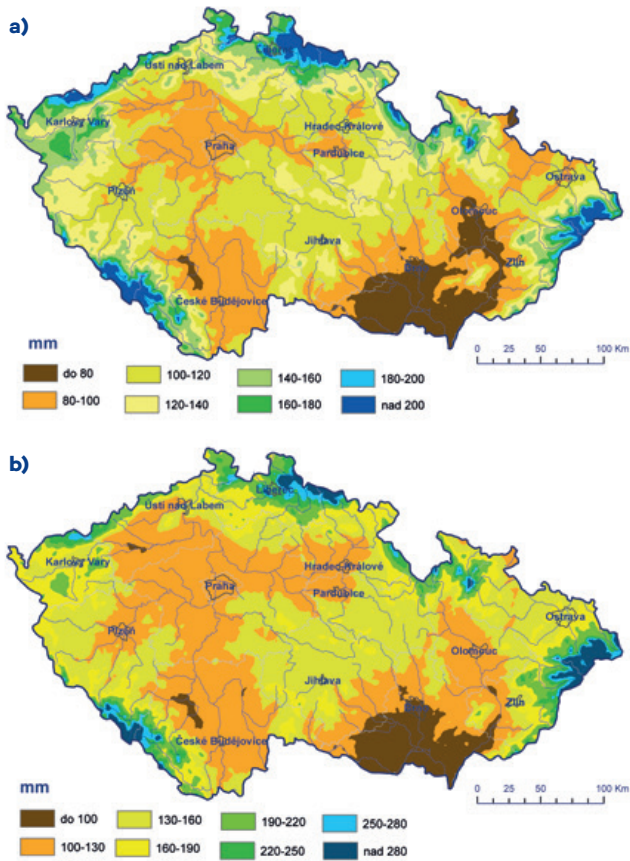 a)
Liberec
Ústí nad Labem
Karlovy Vary
Hradec Králové
Praha
Pardubice
Plzeň
Ostrava
Olomouc
Jihlava
Brno
Zlín
České Budějovice
mm
do 80
100-120
140-160
180-200
80-100
120-140
160-180
nad 200
0 25 50 100 Km
b)
Liberec
Ústí nad Labem
Karlovy Vary
Hradec Králové
Praha
Pardubice
Ostrava
Plzeň
Olomouc
Jihlava
Zlín
Brno
České Budějovice
mm
do 100
130-160
190-220
250-280
100-130
160-190
220-250
nad 280
0 25 50 100 Km